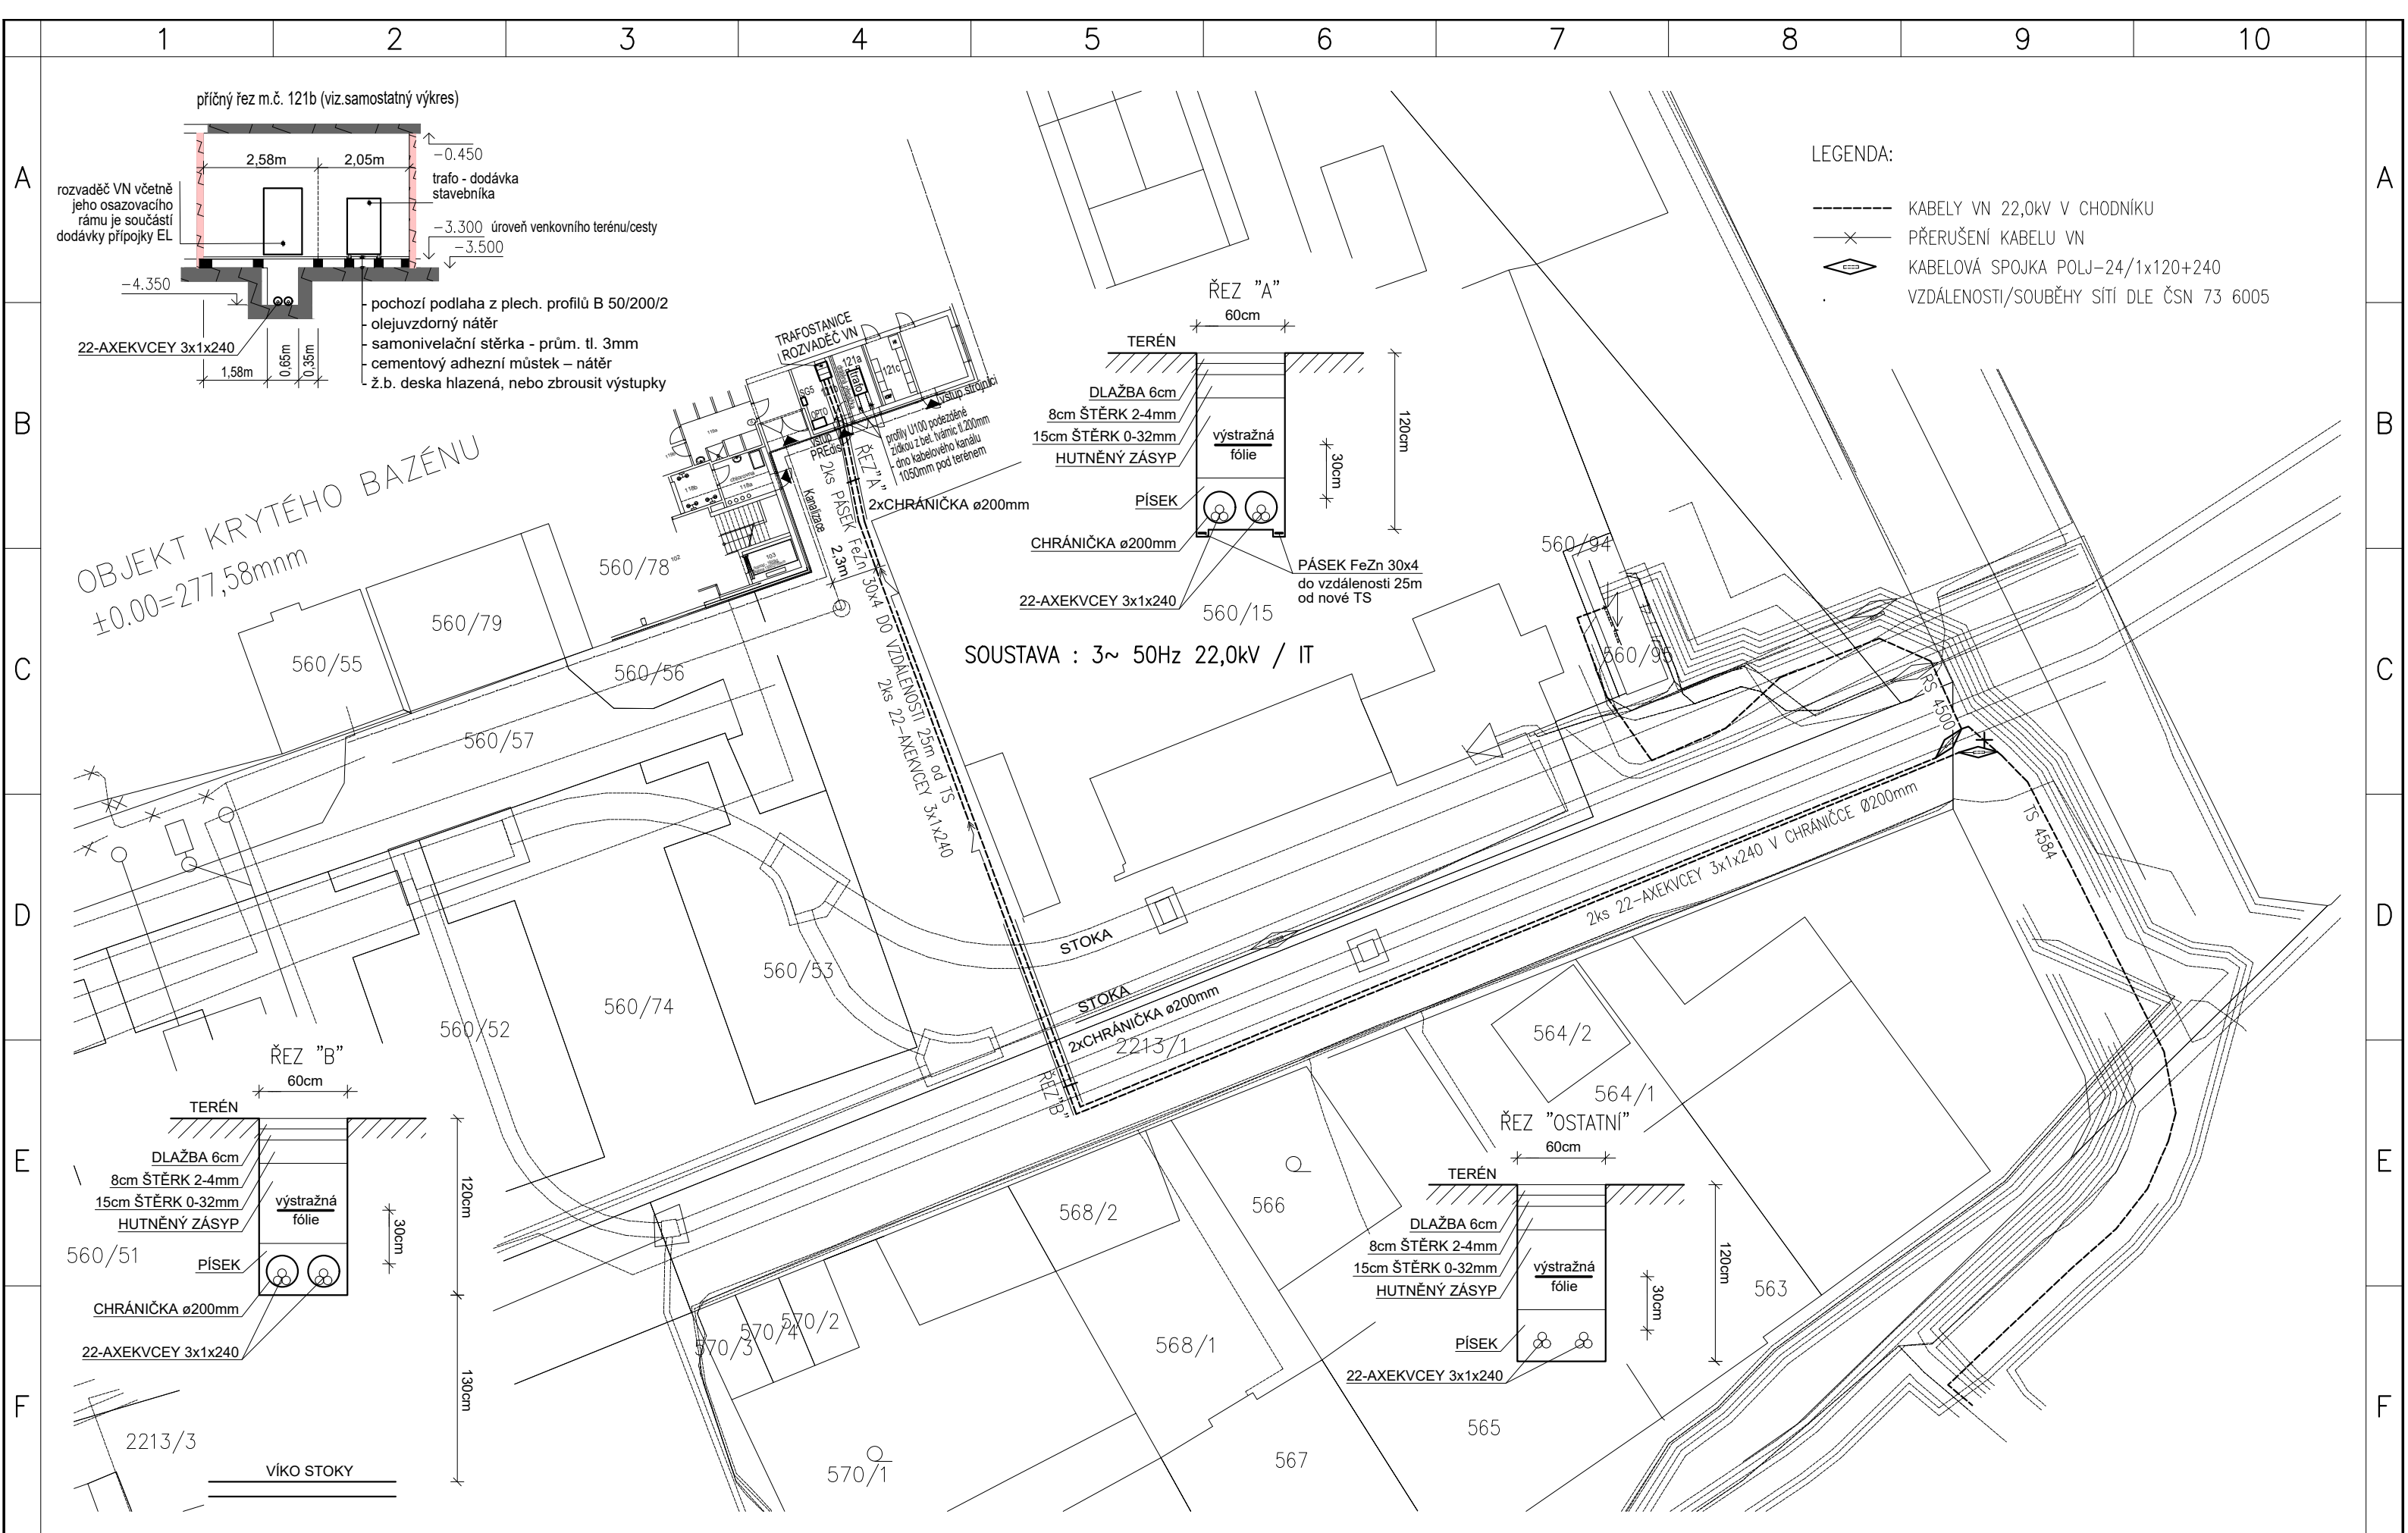 1 2 3 4 5 6 7 8 9 10
A
B
C
D
E
F
A
B
C
D
E
F
příčný řez m.č. 121b (viz.samostatný výkres)
2,58m
2,05m
-0.450
rozvaděč VN včetně
jeho osazovacího
rámu je součástí
dodávky přípojky EL
trafo - dodávka
stavebníka
-3.300 úroveň venkovního terénu/cesty
-3.500
-4.350
22-AXEKVCEY 3x1x240
1,58m
0,65m
0,35m
- pochozí podlaha z plech. profilů B 50/200/2
- olejuvzdorný nátěr
- samonivelační stěrka - prům. tl. 3mm
- cementový adhezní můstek – nátěr
- ž.b. deska hlazená, nebo zbrousit výstupky
LEGENDA:
KABELY VN 22,0kV V CHODNÍKU
PŘERUŠENÍ KABELU VN
KABELOVÁ SPOJKA POLJ-24/1x120+240
VZDÁLENOSTI/SOUBĚHY SÍTÍ DLE ČSN 73 6005
OBJEKT KRYTÉHO BAZÉNU
±0.00=277,58mnm
TRAFOSTANICE
ROZVADĚČ VN
121a
121c
trafo
SG5
OPTO
vstup
PREdis
vstup strojníci
profily U100 podezděné
zídkou z bet. tvárnic tl.200mm
- dno kabelového kanálu
1050mm pod terénem
118b
118a
103
102
Kanalizace
ŘEZ"A"
2xCHRÁNIČKA ø200mm
2,3m
2ks PÁSEK FeZn 30x4 DO VZDÁLENOSTI 25m od TS
2ks 22-AXEKVCEY 3x1x240
ŘEZ "A"
60cm
TERÉN
DLAŽBA 6cm
8cm ŠTĚRK 2-4mm
15cm ŠTĚRK 0-32mm
HUTNĚNÝ ZÁSYP
výstražná
fólie
PÍSEK
CHRÁNIČKA ø200mm
22-AXEKVCEY 3x1x240
120cm
30cm
PÁSEK FeZn 30x4
do vzdálenosti 25m
od nové TS
SOUSTAVA : 3~ 50Hz 22,0kV / IT
560/15
560/94
560/95
560/78
560/79
560/55
560/56
560/57
560/53
560/74
560/52
560/51
RS 4500
TS 4584
2ks 22-AXEKVCEY 3x1x240 V CHRÁNIČCE Ø200mm
STOKA
STOKA
2xCHRÁNIČKA ø200mm
2213/1
ŘEZ"B"
564/2
564/1
568/2
566
568/1
567
565
563
570/3
570/4
570/2
570/1
2213/3
ŘEZ "B"
60cm
TERÉN
DLAŽBA 6cm
8cm ŠTĚRK 2-4mm
15cm ŠTĚRK 0-32mm
HUTNĚNÝ ZÁSYP
výstražná
fólie
PÍSEK
CHRÁNIČKA ø200mm
22-AXEKVCEY 3x1x240
120cm
30cm
130cm
VÍKO STOKY
ŘEZ "OSTATNÍ"
60cm
TERÉN
DLAŽBA 6cm
8cm ŠTĚRK 2-4mm
15cm ŠTĚRK 0-32mm
HUTNĚNÝ ZÁSYP
výstražná
fólie
PÍSEK
22-AXEKVCEY 3x1x240
120cm
30cm